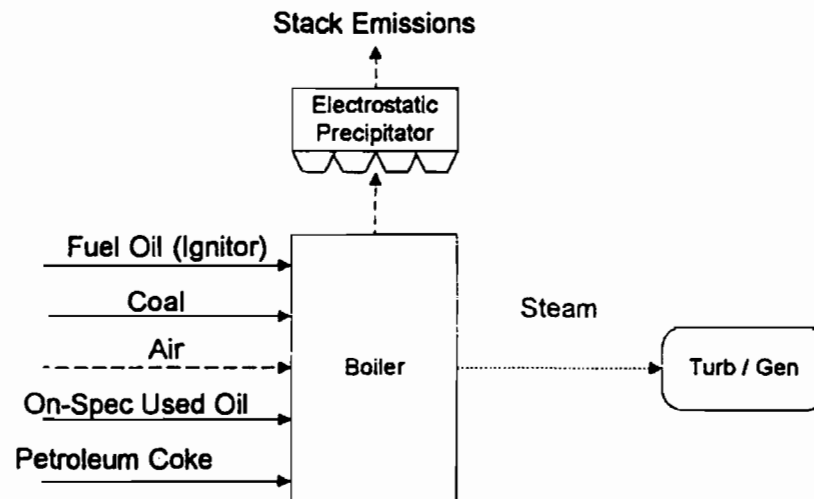 Stack Emissions
Electrostatic
Precipitator
Fuel Oil (Ignitor)
Coal
Air
On-Spec Used Oil
Petroleum Coke
Boiler
Steam
Turb / Gen